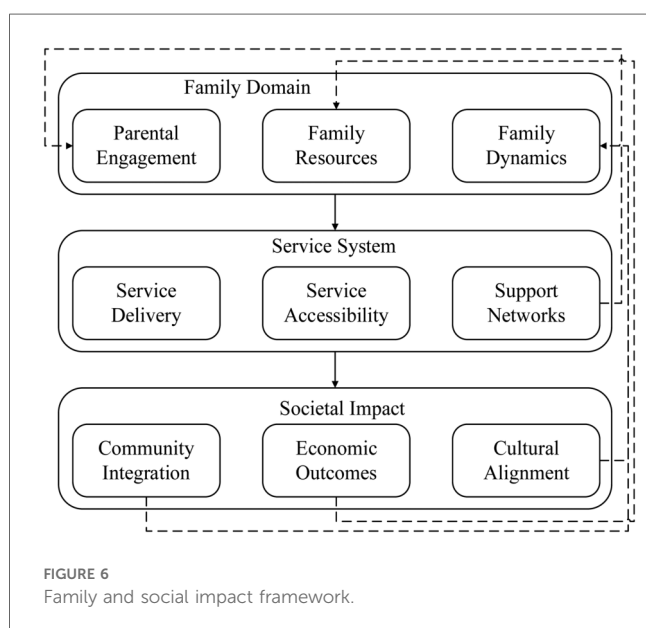 Family Domain
Parental
Engagement
Family
Resources
Family
Dynamics
Service System
Service
Delivery
Service
Accessibility
Support
Networks
Societal Impact
Community
Integration
Economic
Outcomes
Cultural
Alignment
FIGURE 6
Family and social impact framework.